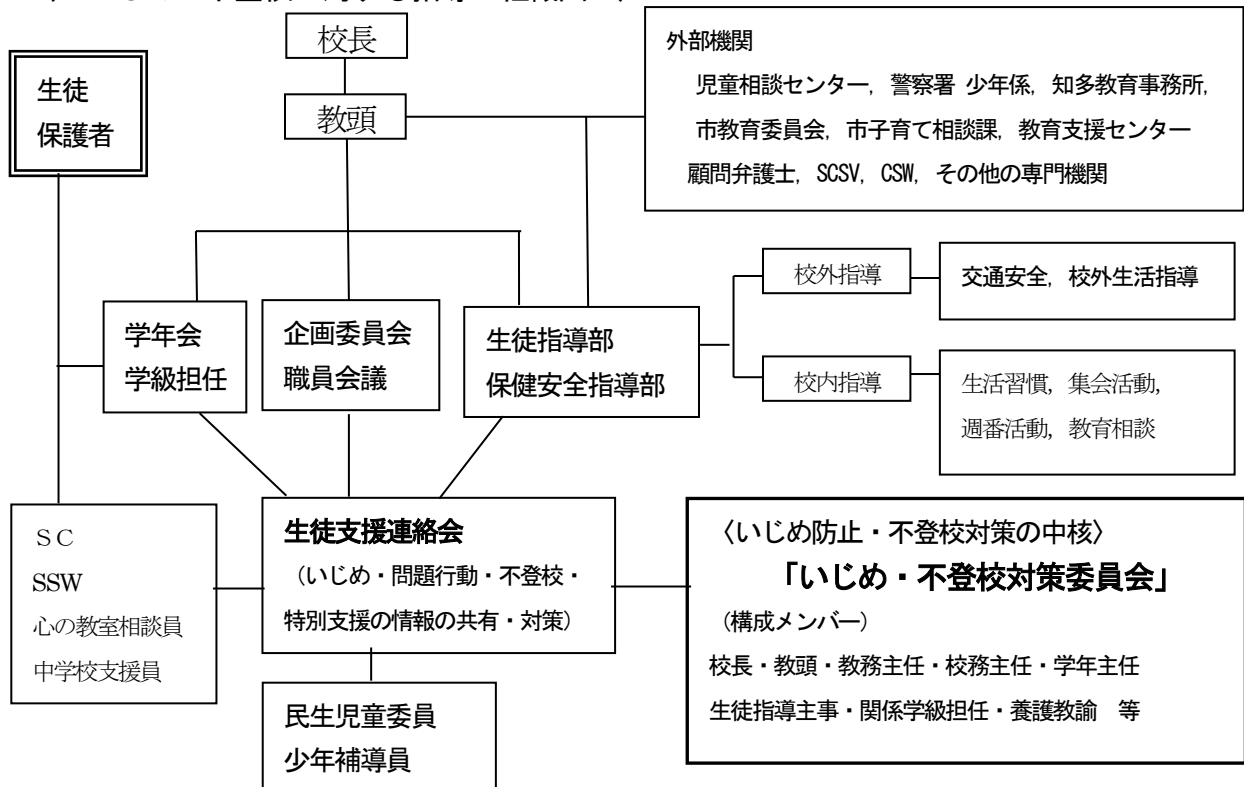 校長
教頭
生徒
保護者
外部機関
児童相談センター, 警察署 少年係, 知多教育事務所,
市教育委員会, 市子育て相談課, 教育支援センター
顧問弁護士, SCSV, CSW, その他の専門機関
校外指導
交通安全, 校外生活指導
学年会
学級担任
企画委員会
職員会議
生徒指導部
保健安全指導部
校内指導
生活習慣, 集会活動,
週番活動, 教育相談
ＳＣ
SSW
心の教室相談員
中学校支援員
生徒支援連絡会
（いじめ・問題行動・不登校・
特別支援の情報の共有・対策）
〈いじめ防止・不登校対策の中核〉
「いじめ・不登校対策委員会」
（構成メンバー）
校長・教頭・教務主任・校務主任・学年主任
生徒指導主事・関係学級担任・養護教諭　等
民生児童委員
少年補導員